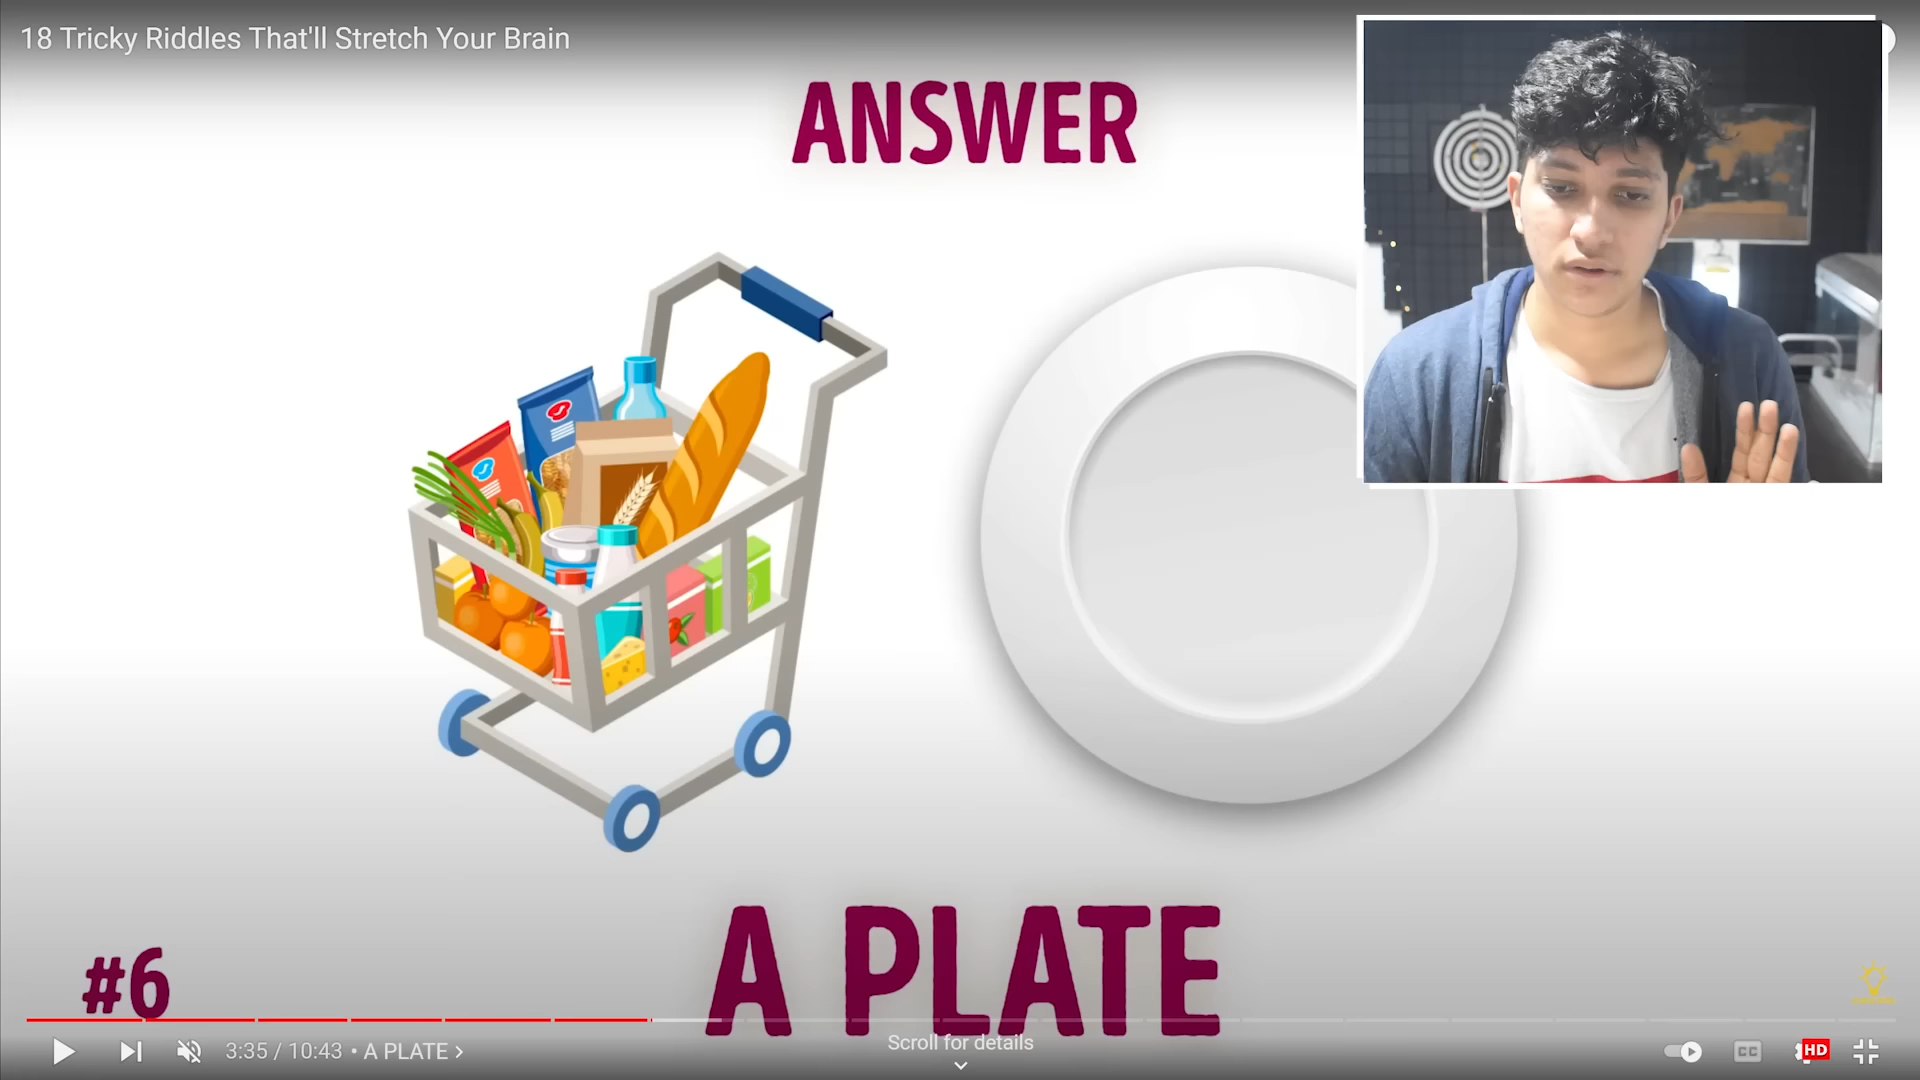 18 Tricky Riddles That'll Stretch Your Brain
ANSWER
A PLATE
#6
3:35 / 10:43 • A PLATE >
Scroll for details
CC
HD